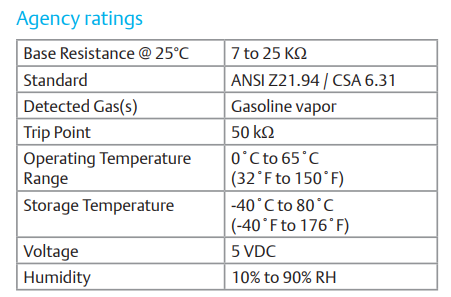 Agency ratings
Base Resistance @ 25°C 7 to 25 KΩ
Standard ANSI Z21.94 / CSA 6.31
Detected Gas(s) Gasoline vapor
Trip Point 50 kΩ
Operating Temperature Range 0˚C to 65˚C
(32˚F to 150˚F)
Storage Temperature -40˚C to 80˚C
(-40˚F to 176˚F)
Voltage 5 VDC
Humidity 10% to 90% RH